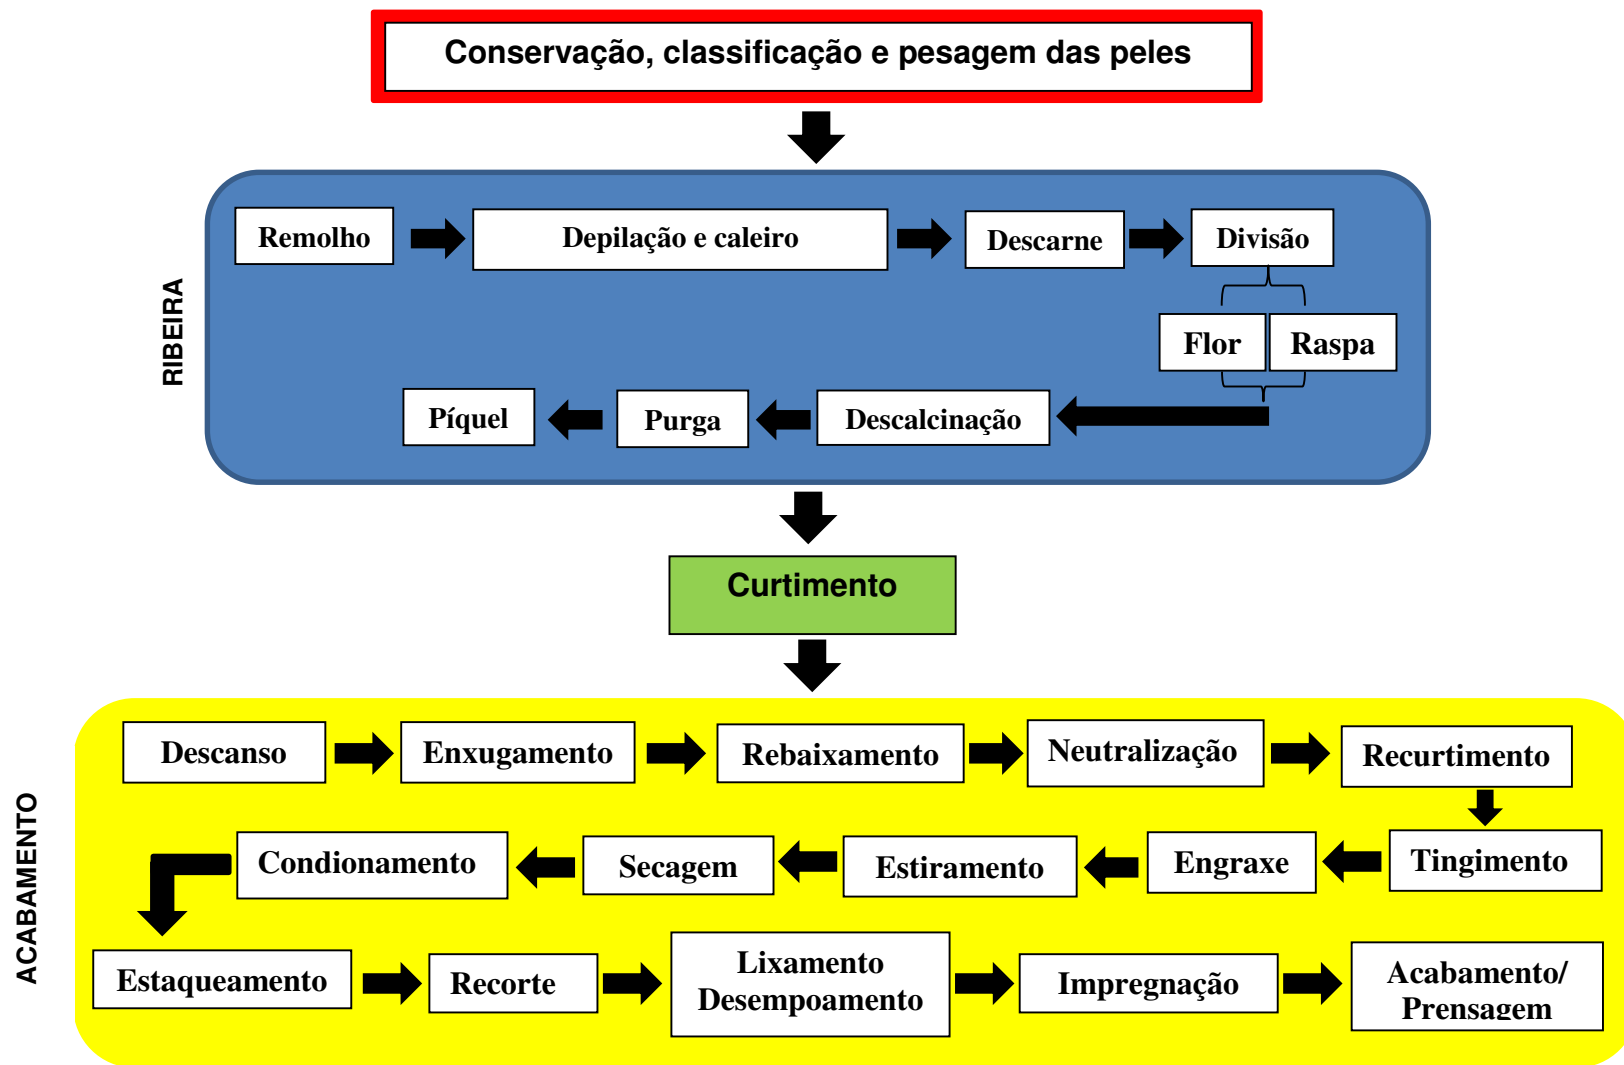 Conservação, classificação e pesagem das peles
RIBEIRA
Remolho
Depilação e caleiro
Descarne
Divisão
Flor
Raspa
Descalcinação
Purga
Píquel
Curtimento
ACABAMENTO
Descanso
Enxugamento
Rebaixamento
Neutralização
Recurtimento
Tingimento
Engraxe
Estiramento
Secagem
Condionamento
Estaqueamento
Recorte
Lixamento
Desempoamento
Impregnação
Acabamento/
Prensagem